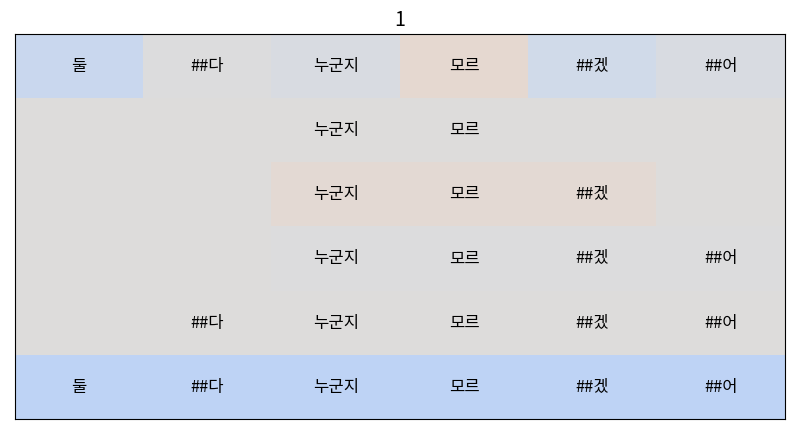 1
둘 ##다 누군지 모르 ##겠 ##어
누군지 모르
누군지 모르 ##겠
누군지 모르 ##겠 ##어
##다 누군지 모르 ##겠 ##어
둘 ##다 누군지 모르 ##겠 ##어